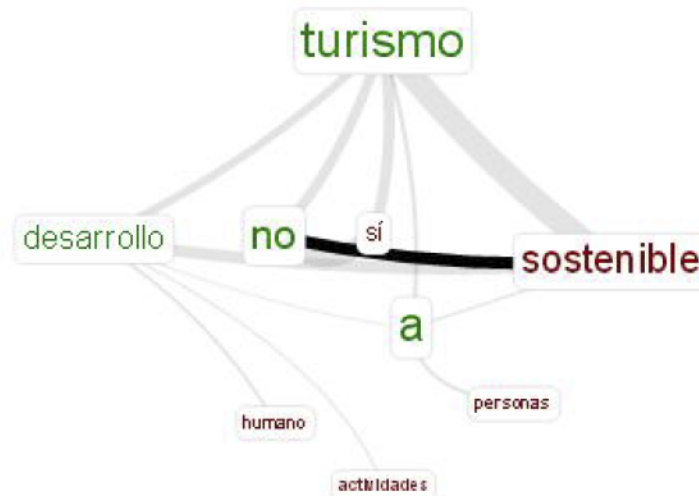 turismo
desarrollo
no
sí
sostenible
a
personas
humano
actividades